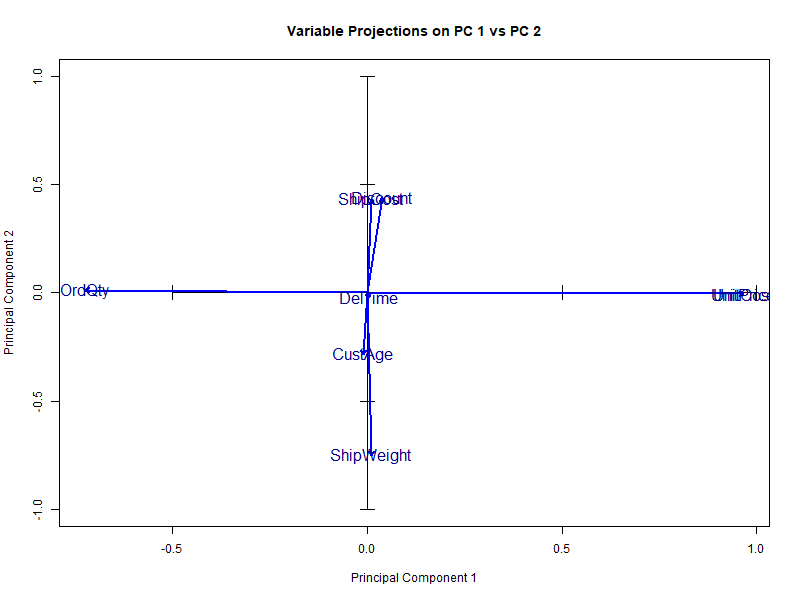 Variable Projections on PC 1 vs PC 2
Principal Component 2
1.0
0.5
0.0
-0.5
-1.0
ShipCost
Discount
OrdQty
DelTime
CustAge
ShipWeight
-0.5
0.0
0.5
1.0
Principal Component 1